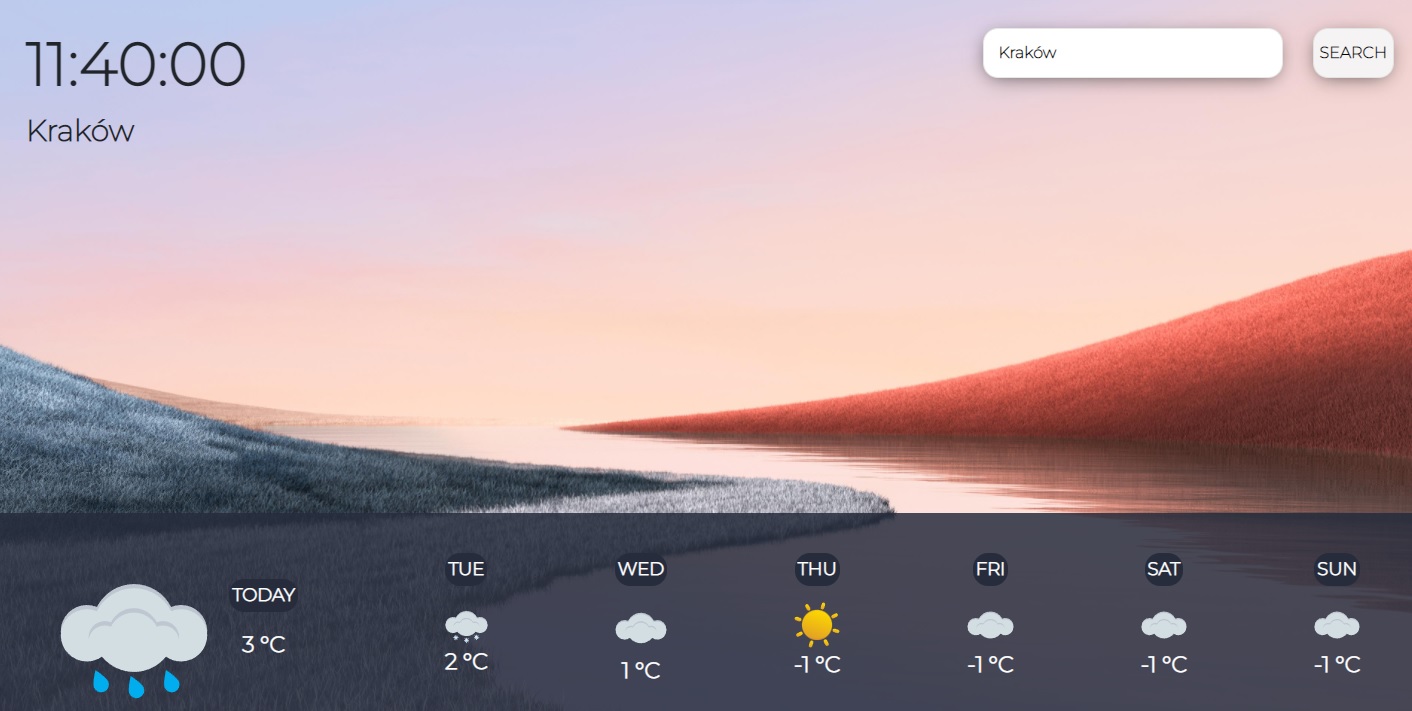 11:40:00
Kraków
Kraków
SEARCH
TODAY
3 °C
TUE
2 °C
WED
1 °C
THU
-1 °C
FRI
-1 °C
SAT
-1 °C
SUN
-1 °C